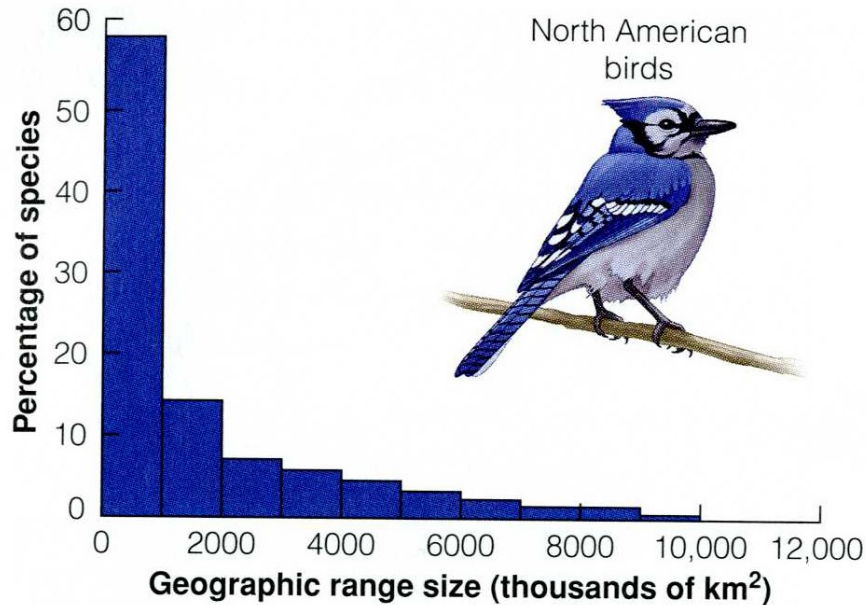 North American
birds
Percentage of species
60
50
40
30
20
10
0
0 2000 4000 6000 8000 10,000 12,000
Geographic range size (thousands of km²)